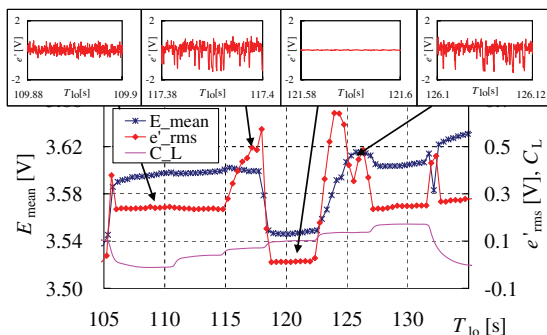 2 2 2 2
e' [V] e' [V] e' [V] e' [V]
-2 -2 -2 -2
T_lo[s] T_lo[s] T_lo[s] T_lo[s]
109.88 109.9 117.38 117.4 121.58 121.6 126.1 126.12
E_mean
e'_rms
C_L
3.62
3.58
3.54
3.50
E_mean [V]
0.5
0.3
0.1
-0.1
e'_rms [V], C_L
105 110 115 120 125 130
T_lo [s]